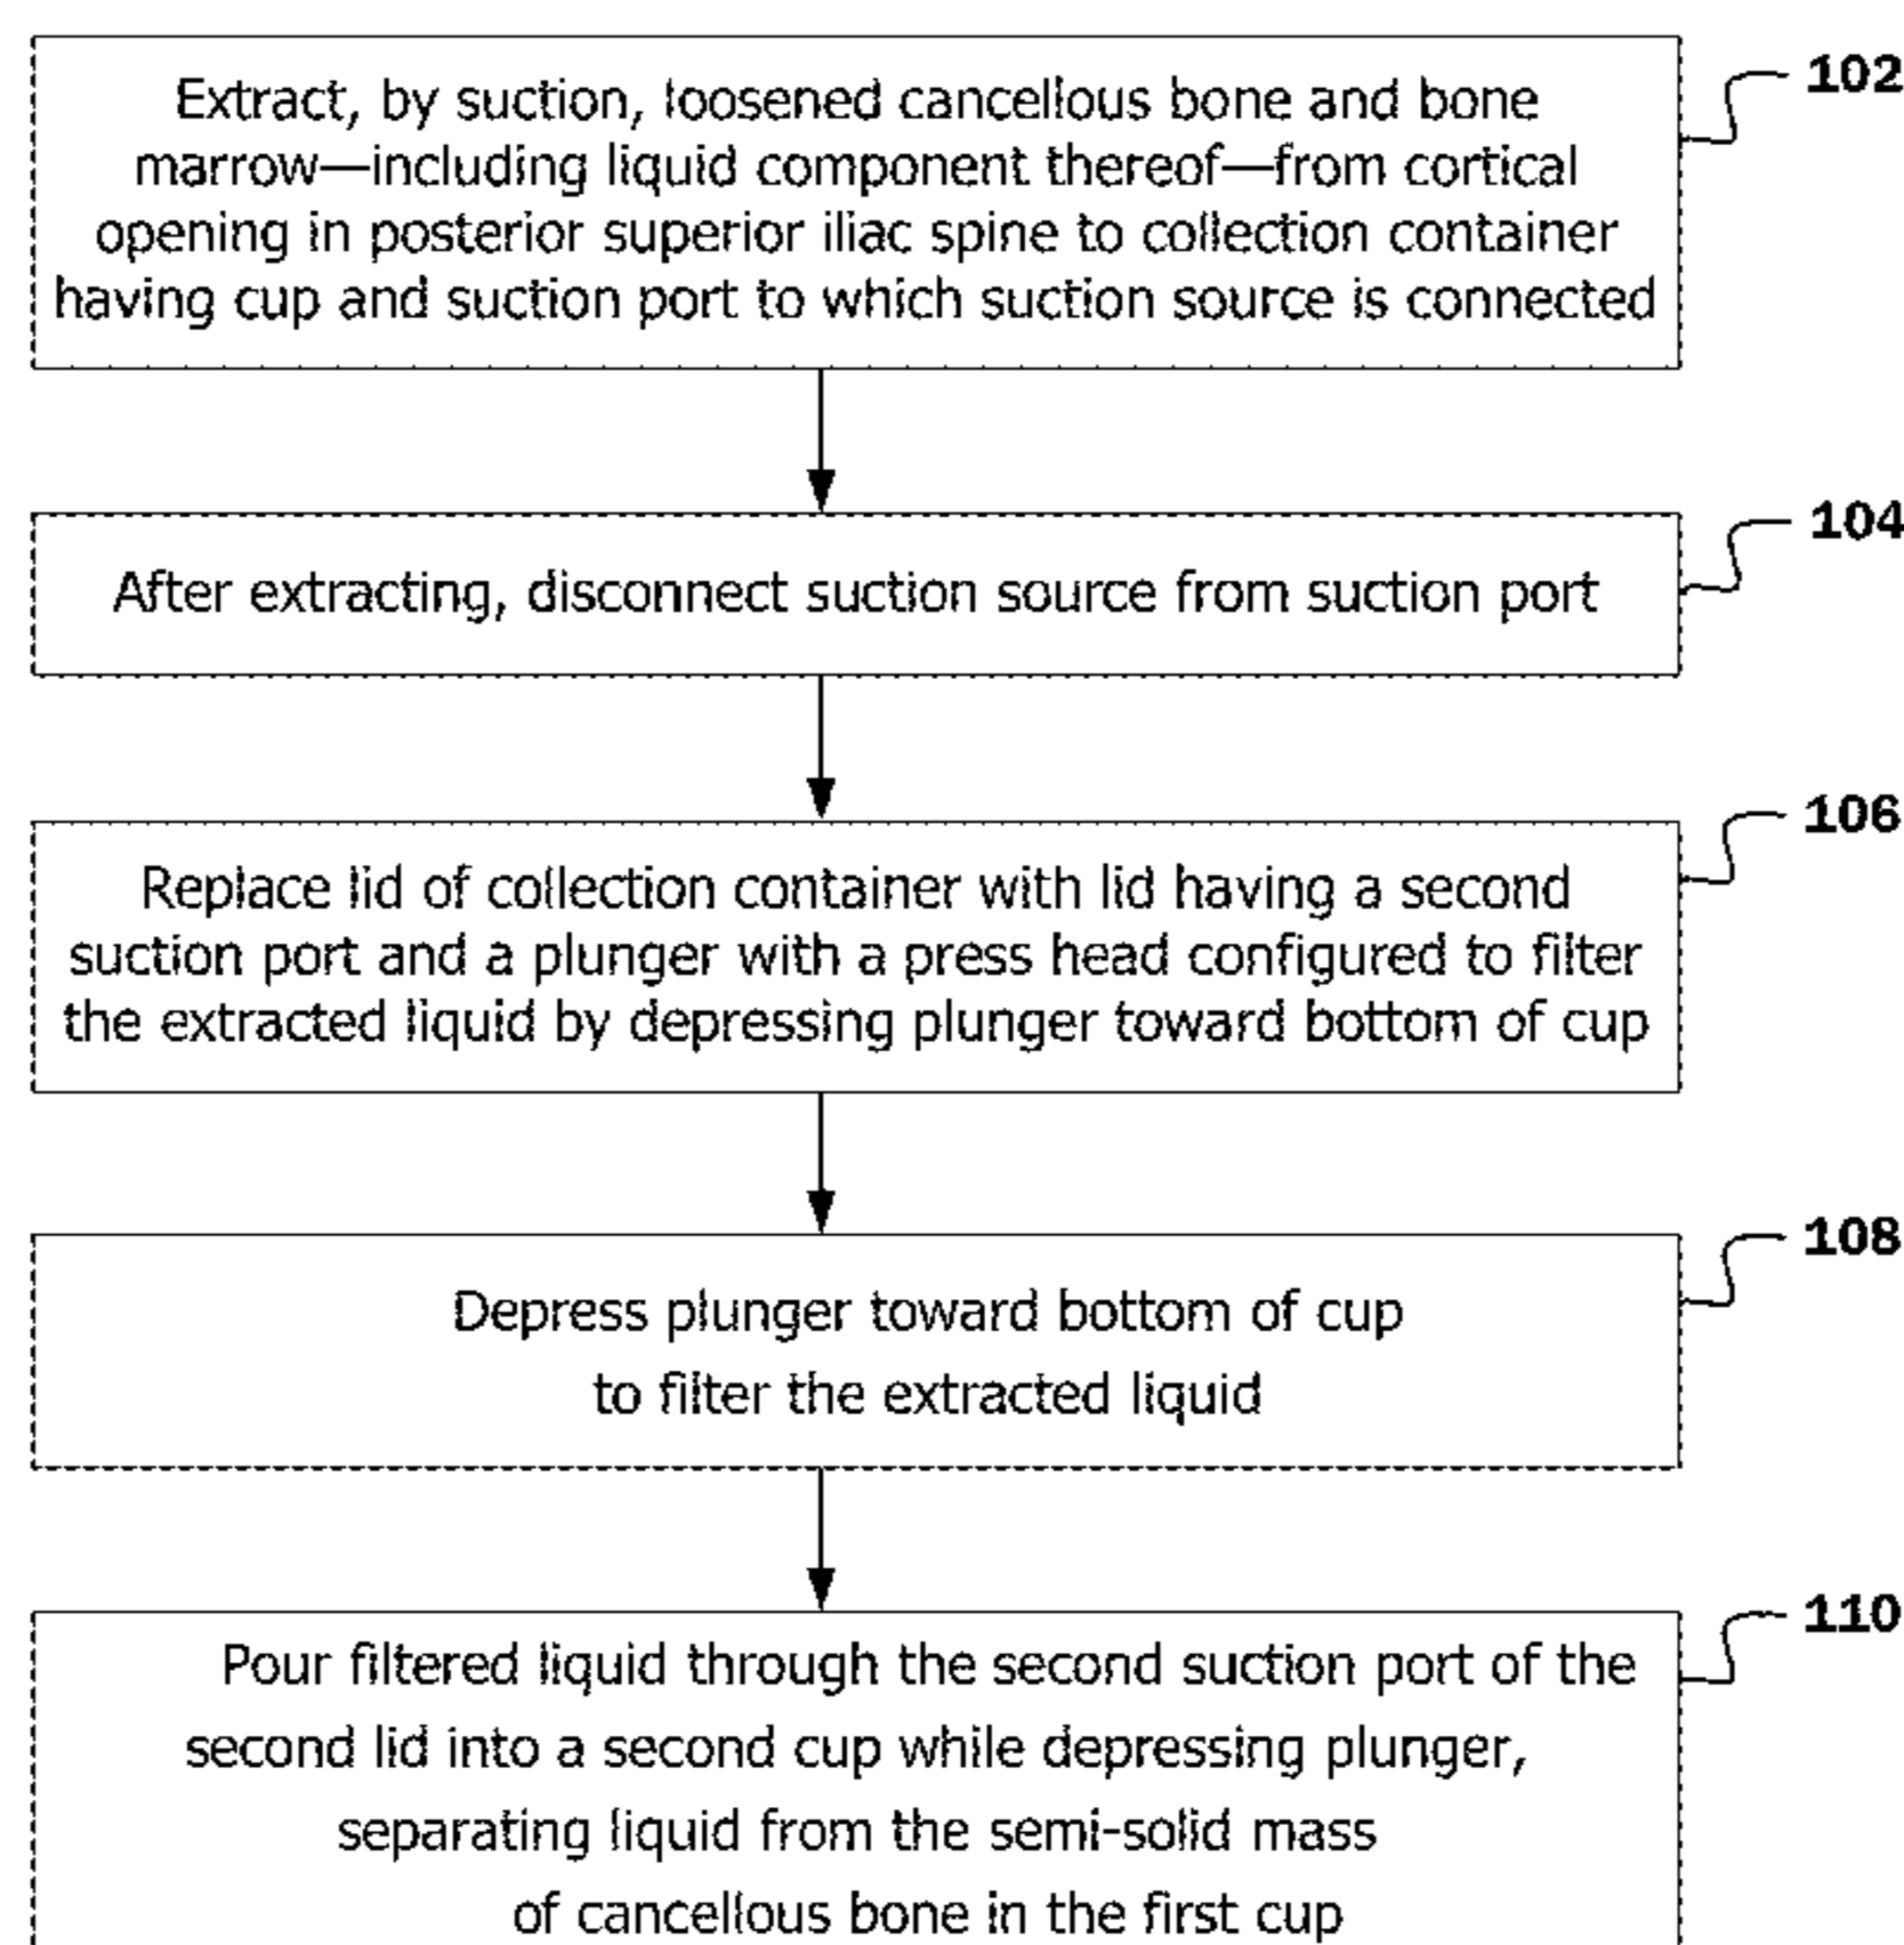 102
Extract, by suction, loosened cancellous bone and bone
marrow—including liquid component thereof—from cortical
opening in posterior superior iliac spine to collection container
having cup and suction port to which suction source is connected
104
After extracting, disconnect suction source from suction port
106
Replace lid of collection container with lid having a second
suction port and a plunger with a press head configured to filter
the extracted liquid by depressing plunger toward bottom of cup
108
Depress plunger toward bottom of cup
to filter the extracted liquid
110
Pour filtered liquid through the second suction port of the
second lid into a second cup while depressing plunger,
separating liquid from the semi-solid mass
of cancellous bone in the first cup